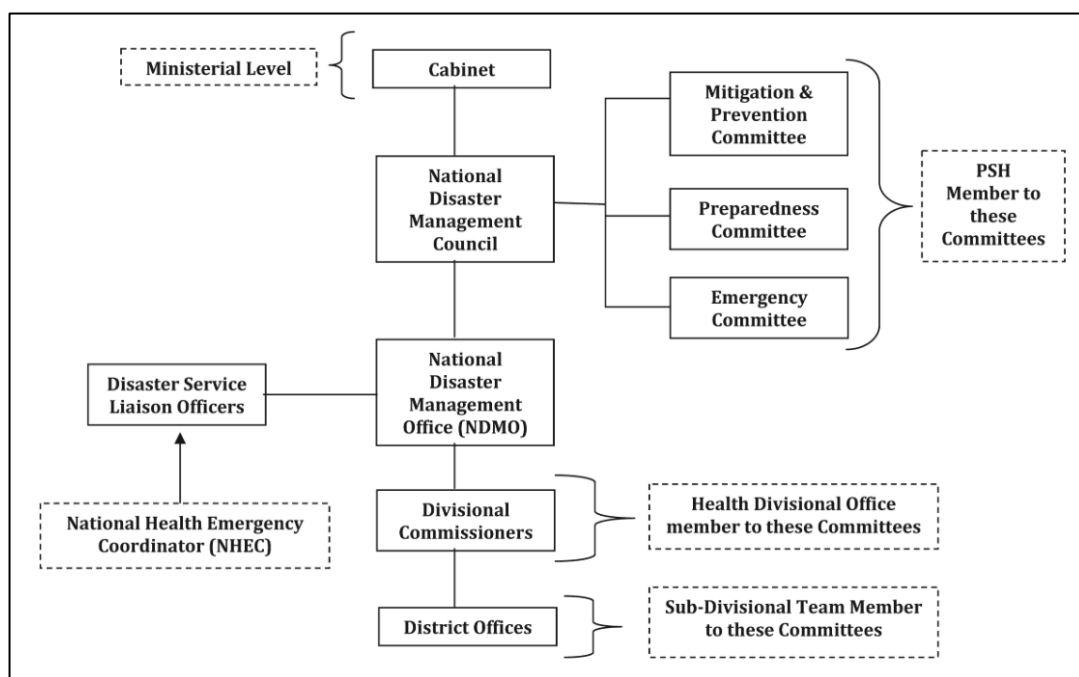 Ministerial Level
Cabinet
Mitigation &
Prevention
Committee
National
Disaster
Management
Council
Preparedness
Committee
Emergency
Committee
PSH
Member to
these
Committees
Disaster Service
Liaison Officers
National
Disaster
Management
Office (NDMO)
National Health Emergency
Coordinator (NHEC)
Divisional
Commissioners
Health Divisional Office
member to these Committees
District Offices
Sub-Divisional Team Member
to these Committees